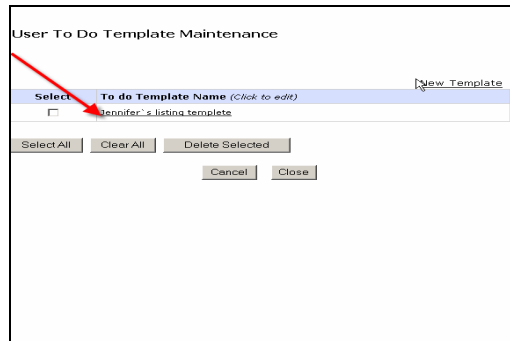 User To Do Template Maintenance
New Template
Select To do Template Name (Click to edit)
Jennifer`s listing templete
Select All Clear All Delete Selected
Cancel Close